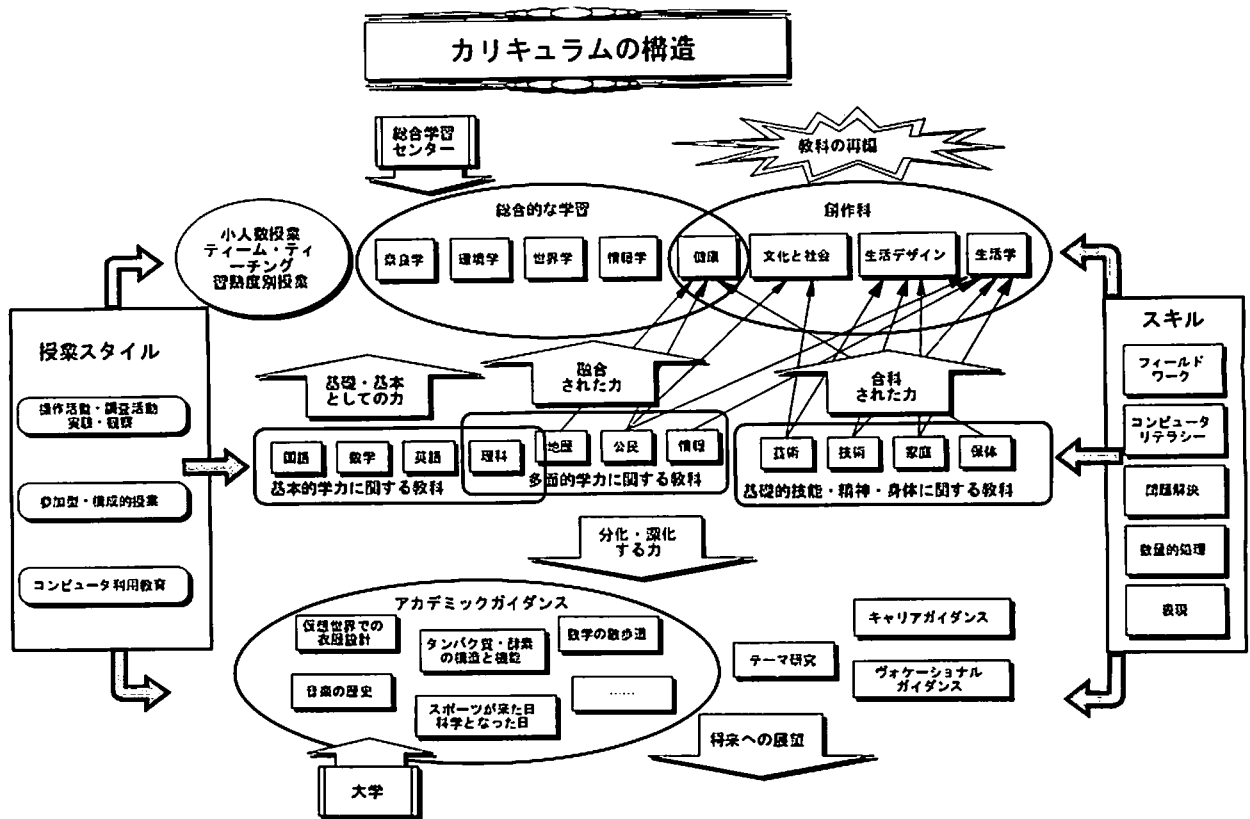 カリキュラムの構造
総合学習
センター
教科の再編
小人数授業
ティーム・ティ
ーチング
習熟度別授業
総合的な学習
創作科
奈良学
環境学
世界学
情報学
健康
文化と社会
生活デザイン
生活学
授業スタイル
操作活動・調査活動
実験・観察
参加型・構成的授業
コンピュータ利用教育
基礎・基本
としての力
融合
された力
合科
された力
国語
数学
英語
理科
地歴
公民
情報
芸術
技術
家庭
保体
基本的学力に関する教科
多面的学力に関する教科
基礎的技能・精神・身体に関する教科
スキル
フィールド
ワーク
コンピュータ
リテラシー
問題解決
数量的処理
表現
分化・深化
する力
アカデミックガイダンス
仮想世界での
衣服設計
タンパク質・酵素
の構造と機能
数学の散歩道
音楽の歴史
スポーツが来た日
科学となった日
……
テーマ研究
キャリアガイダンス
ヴォケーショナル
ガイダンス
将来への展望
大学